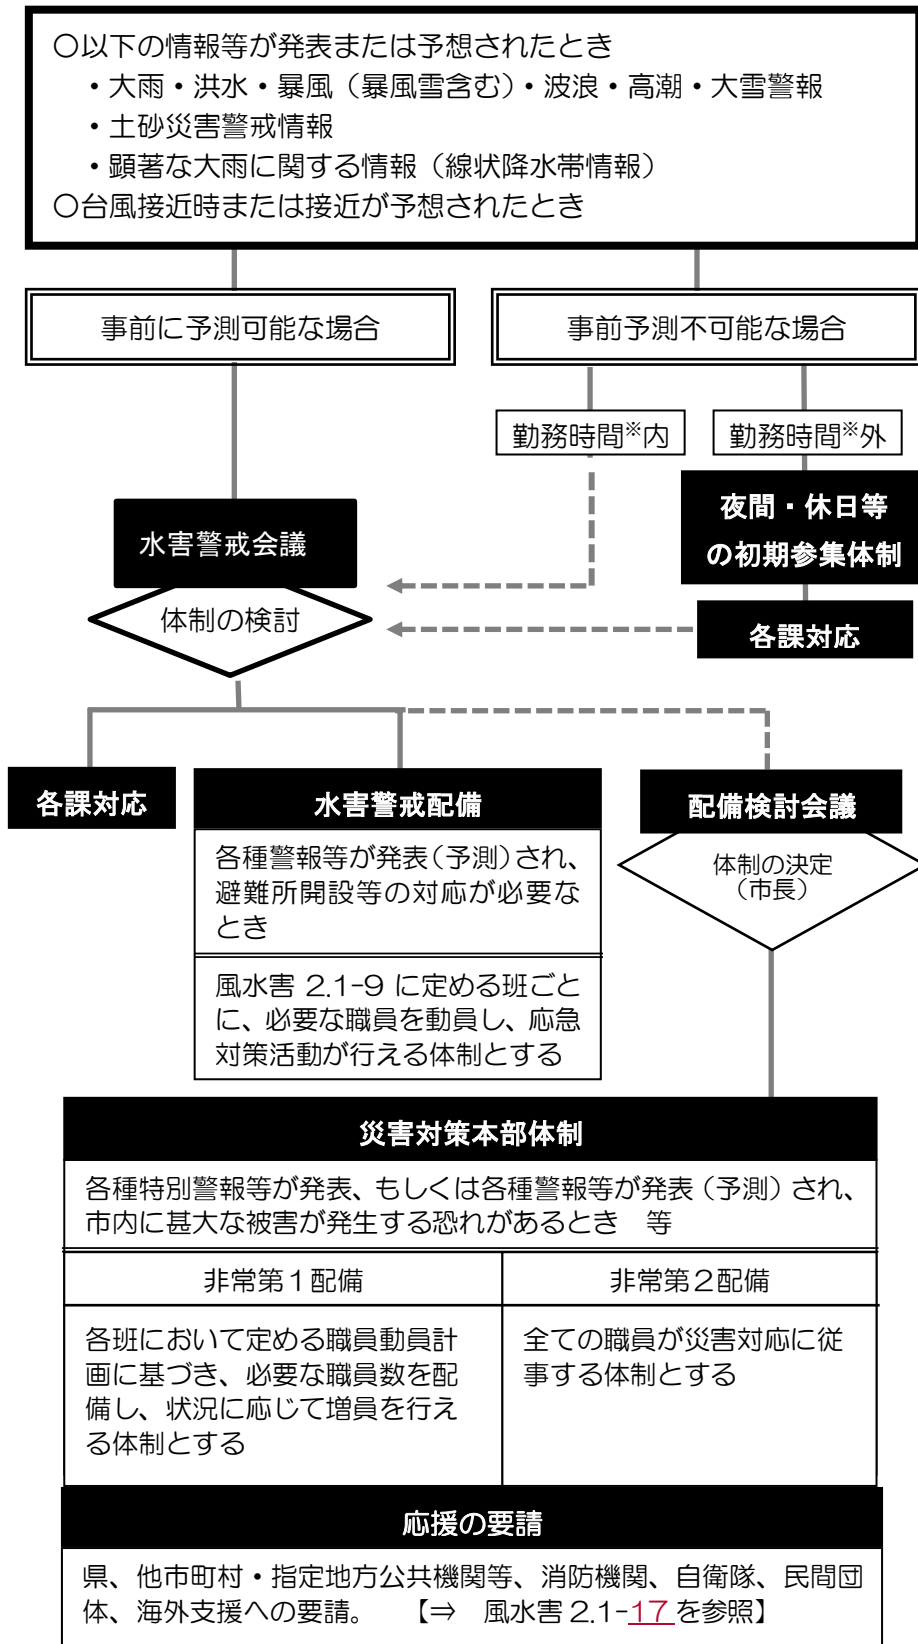 〇以下の情報等が発表または予想されたとき
・大雨・洪水・暴風（暴風雪含む）・波浪・高潮・大雪警報
・土砂災害警戒情報
・顕著な大雨に関する情報（線状降水帯情報）
〇台風接近時または接近が予想されたとき
事前に予測可能な場合
事前予測不可能な場合
勤務時間※内
勤務時間※外
夜間・休日等
の初期参集体制
水害警戒会議
体制の検討
各課対応
各課対応
水害警戒配備
各種警報等が発表（予測）され、
避難所開設等の対応が必要な
とき
風水害 2.1-9 に定める班ごと
に、必要な職員を動員し、応急
対策活動が行える体制とする
配備検討会議
体制の決定
（市長）
災害対策本部体制
各種特別警報等が発表、もしくは各種警報等が発表（予測）され、
市内に甚大な被害が発生する恐れがあるとき　等
非常第１配備
非常第２配備
各班において定める職員動員計
画に基づき、必要な職員数を配
備し、状況に応じて増員を行え
る体制とする
全ての職員が災害対応に従
事する体制とする
応援の要請
県、他市町村・指定地方公共機関等、消防機関、自衛隊、民間団
体、海外支援への要請。　【⇒　風水害 2.1-17 を参照】